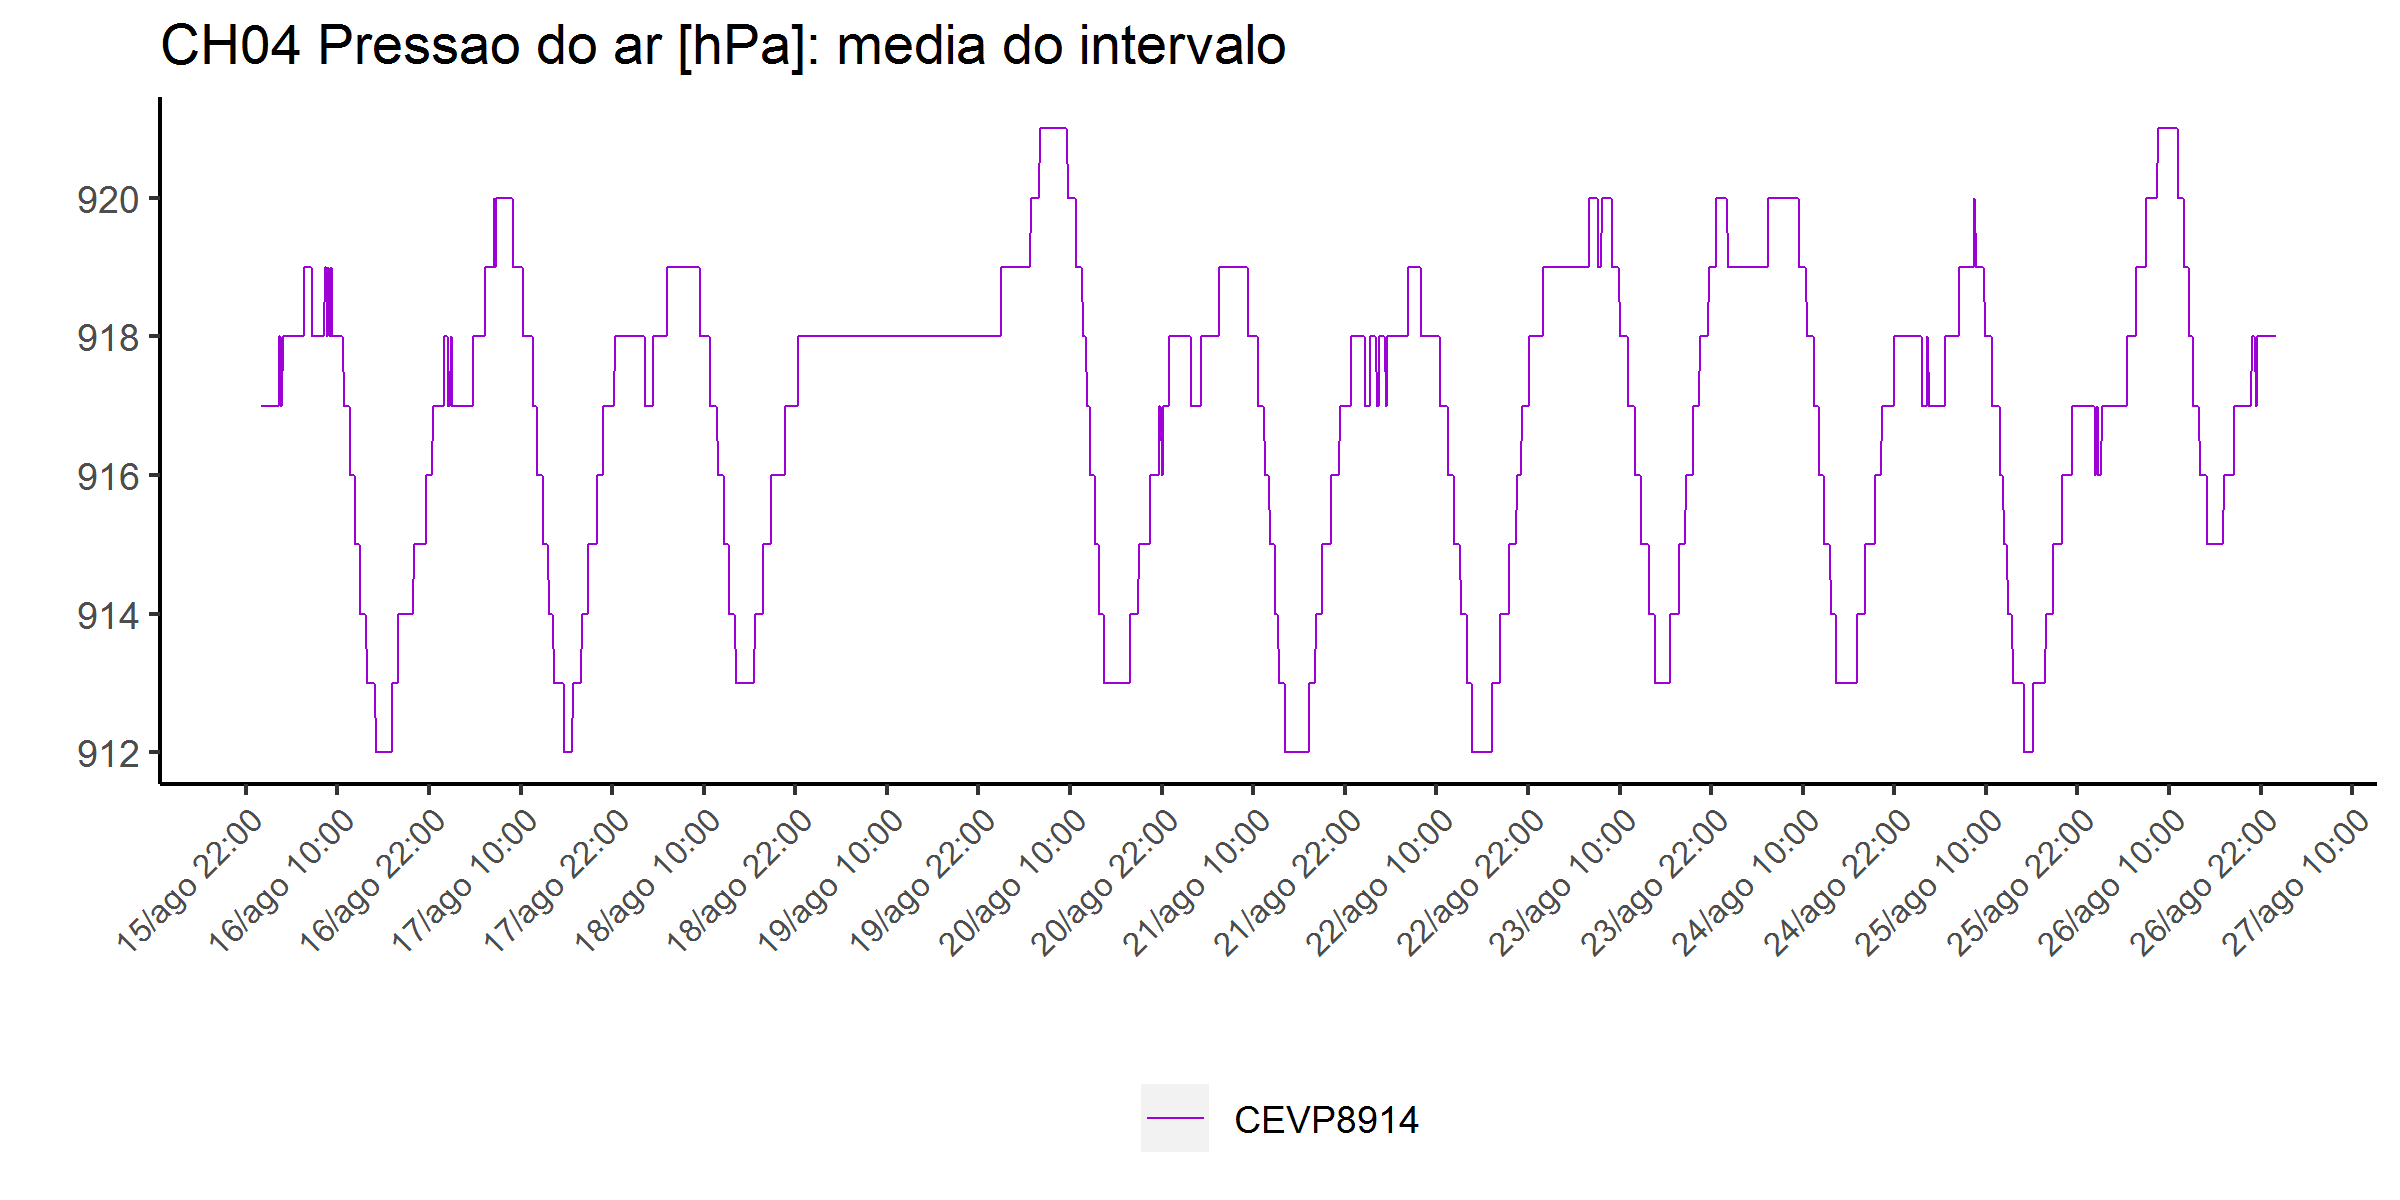 CH04 Pressao do ar [hPa]: media do intervalo
920
918
916
914
912
15/ago 22:00
16/ago 10:00
16/ago 22:00
17/ago 10:00
17/ago 22:00
18/ago 10:00
18/ago 22:00
19/ago 10:00
19/ago 22:00
20/ago 10:00
20/ago 22:00
21/ago 10:00
21/ago 22:00
22/ago 10:00
22/ago 22:00
23/ago 10:00
23/ago 22:00
24/ago 10:00
24/ago 22:00
25/ago 10:00
25/ago 22:00
26/ago 10:00
26/ago 22:00
27/ago 10:00
CEVP8914